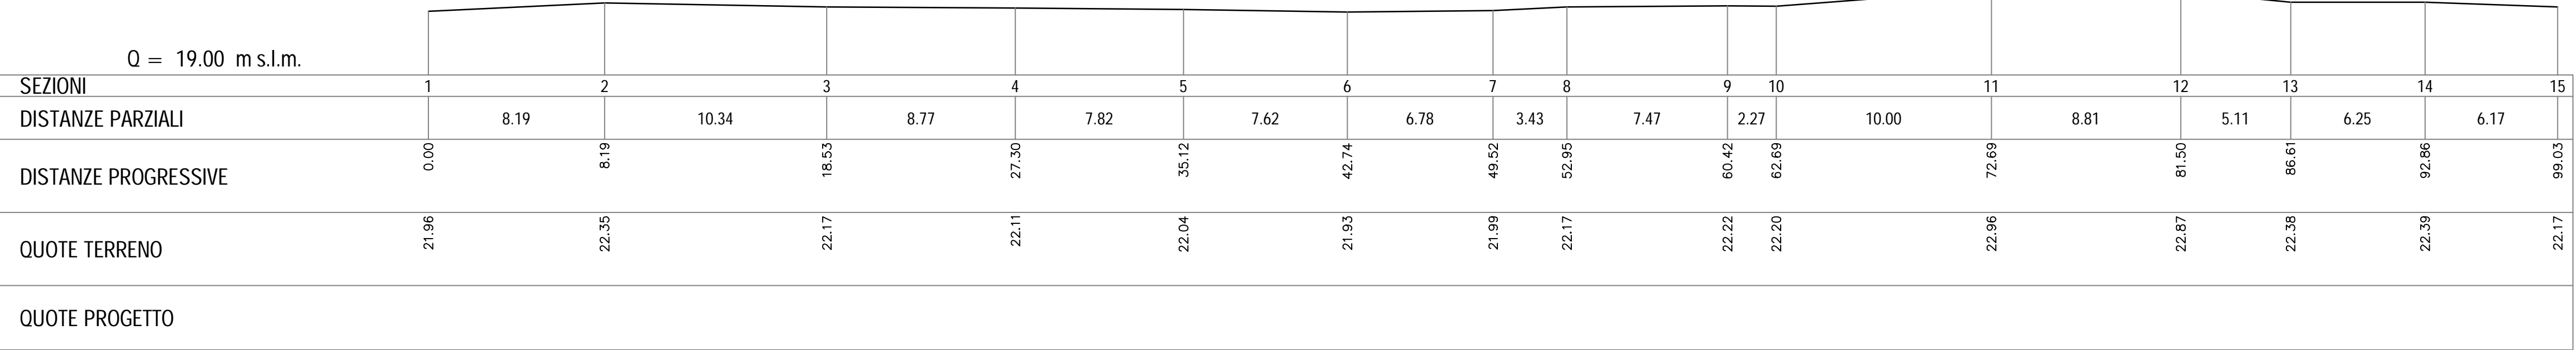 Q = 19.00 m s.l.m.
SEZIONI 1 2 3 4 5 6 7 8 9 10 11 12 13 14 15
DISTANZE PARZIALI 8.19 10.34 8.77 7.82 7.62 6.78 3.43 7.47 2.27 10.00 8.81 5.11 6.25 6.17
DISTANZE PROGRESSIVE 0.00 8.19 18.53 27.30 35.12 42.74 49.52 52.95 60.42 62.69 72.69 81.50 86.61 92.86 99.03
QUOTE TERRENO 21.96 22.35 22.17 22.11 22.04 21.93 21.99 22.17 22.22 22.20 22.96 22.87 22.38 22.39 22.17
QUOTE PROGETTO